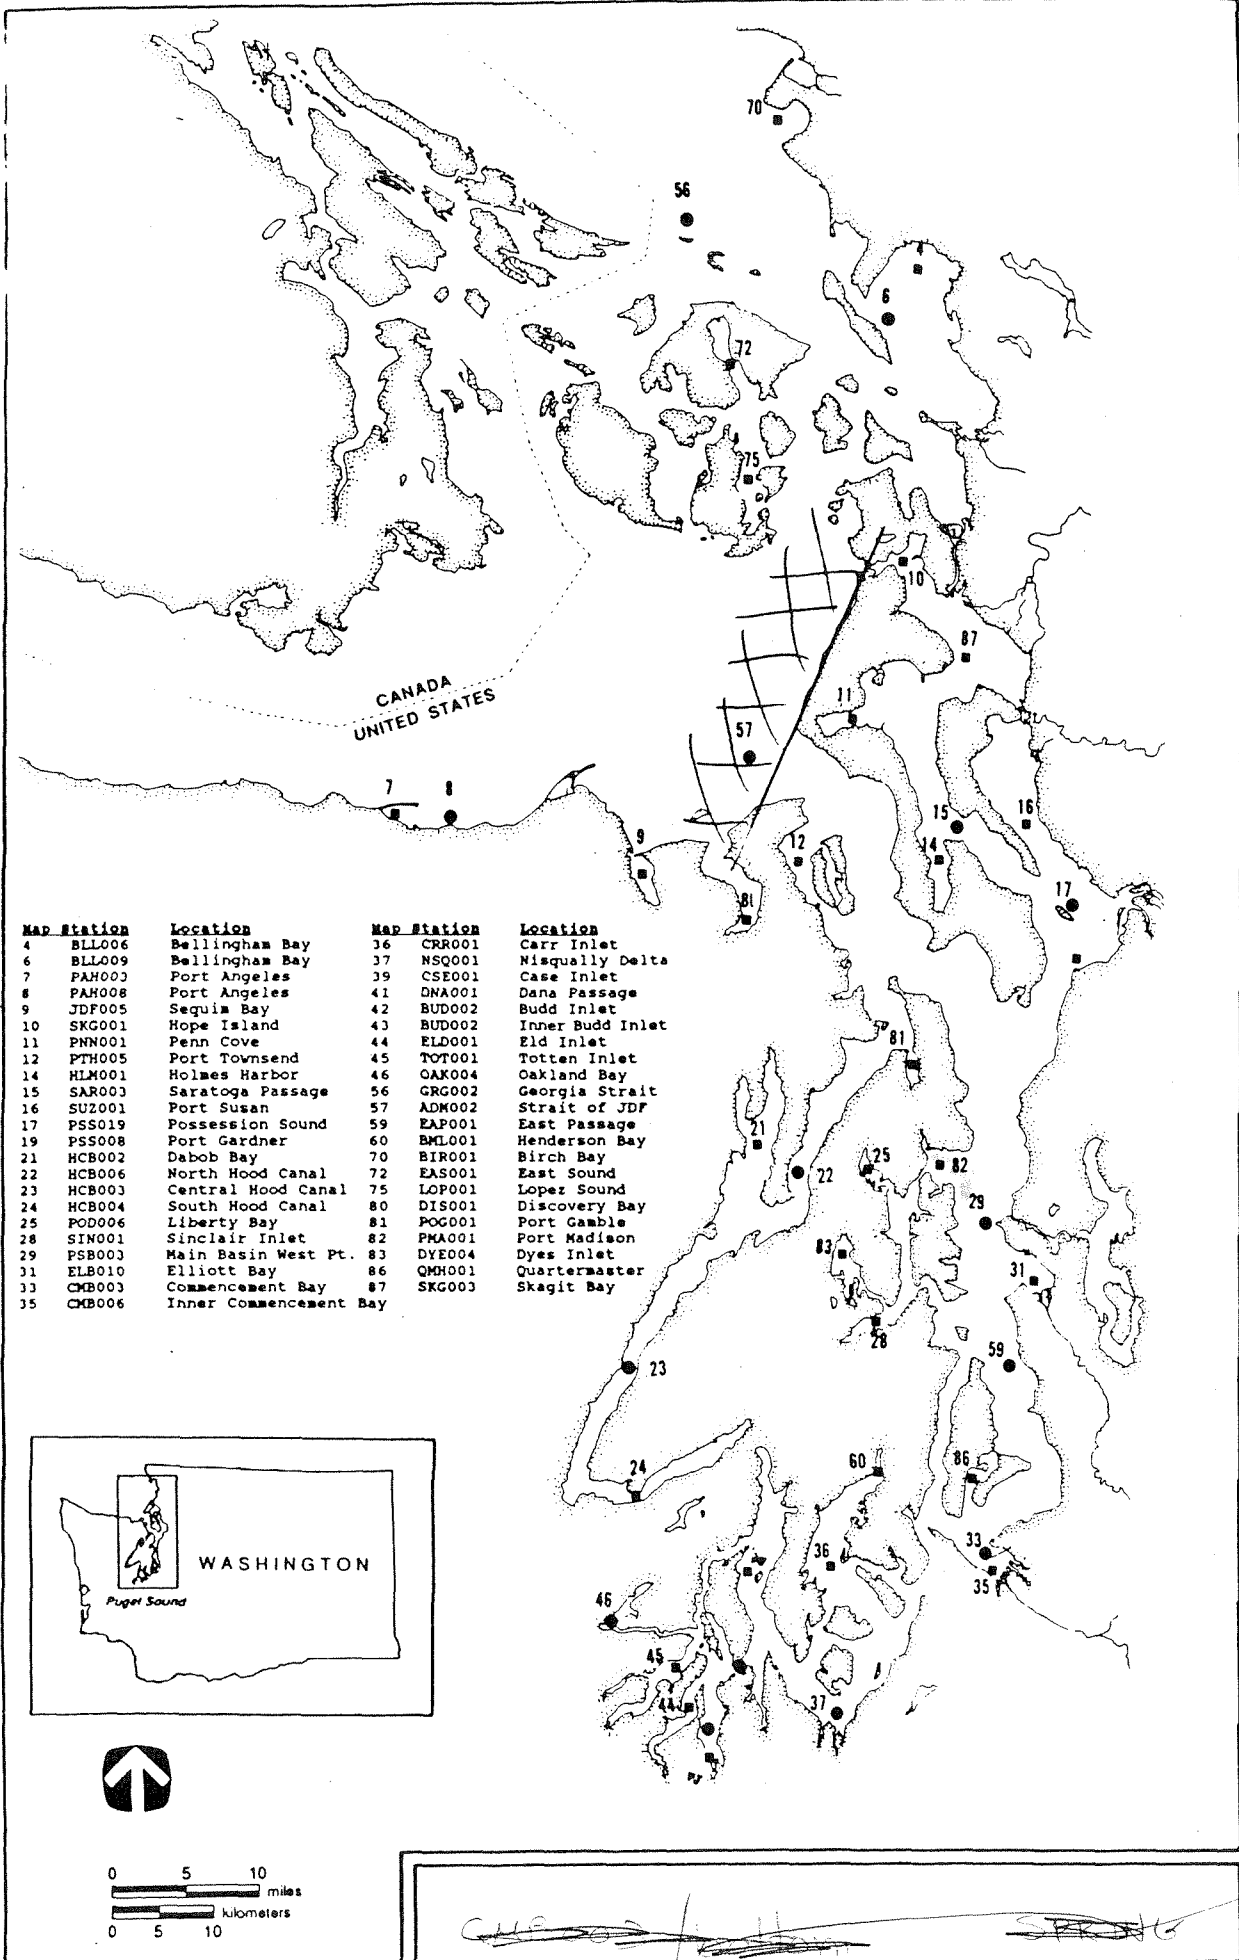 70
56
4
6
72
75
10
87
CANADA
UNITED STATES
11
57
7
8
9
12
15
16
14
17
81
Map Station Location Map Station Location
4 BLL006 Bellingham Bay 36 CRR001 Carr Inlet
6 BLL009 Bellingham Bay 37 NSQ001 Nisqually Delta
7 PAH003 Port Angeles 39 CSE001 Case Inlet
8 PAH008 Port Angeles 41 DNA001 Dana Passage
9 JDF005 Sequim Bay 42 BUD002 Budd Inlet
10 SKG001 Hope Island 43 BUD002 Inner Budd Inlet
11 PNN001 Penn Cove 44 ELD001 Eld Inlet
12 PTH005 Port Townsend 45 TOT001 Totten Inlet
14 HLM001 Holmes Harbor 46 OAK004 Oakland Bay
15 SAR003 Saratoga Passage 56 GRG002 Georgia Strait
16 SUZ001 Port Susan 57 ADM002 Strait of JDF
17 PSS019 Possession Sound 59 EAP001 East Passage
19 PSS008 Port Gardner 60 BML001 Henderson Bay
21 HCB002 Dabob Bay 70 BIR001 Birch Bay
22 HCB006 North Hood Canal 72 EAS001 East Sound
23 HCB003 Central Hood Canal 75 LOP001 Lopez Sound
24 HCB004 South Hood Canal 80 DIS001 Discovery Bay
25 POD006 Liberty Bay 81 POG001 Port Gamble
28 SIN001 Sinclair Inlet 82 PMA001 Port Madison
29 PSB003 Main Basin West Pt. 83 DYE004 Dyes Inlet
31 ELB010 Elliott Bay 86 QMH001 Quartermaster
33 CMB003 Commencement Bay 87 SKG003 Skagit Bay
35 CMB006 Inner Commencement Bay
81
21
22
25
82
29
83
31
28
59
23
24
60
86
36
33
35
46
45
44
37
WASHINGTON
Puget Sound
0 5 10
miles
kilometers
0 5 10
SPRING